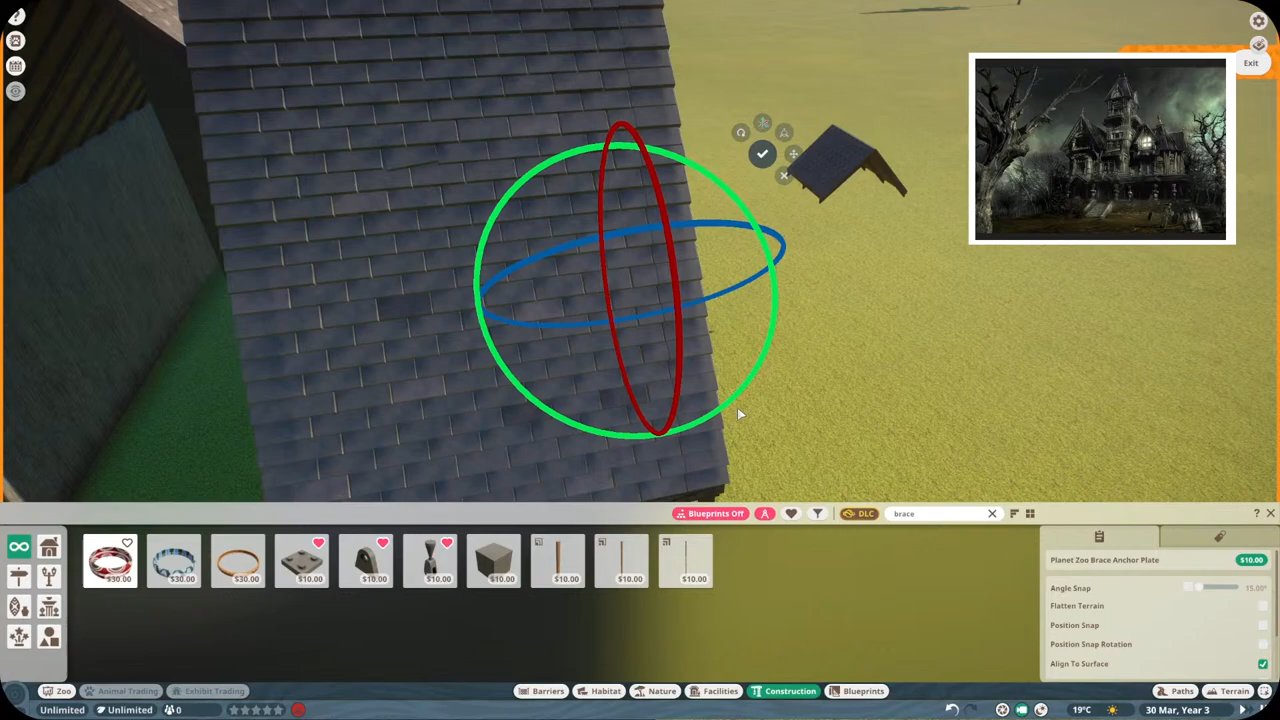 Exit
Blueprints Off
DLC
brace
?
$30.00
$30.00
$30.00
$10.00
$10.00
$10.00
$10.00
$10.00
$10.00
$10.00
Planet Zoo Brace Anchor Plate
$10.00
Angle Snap
15.00°
Flatten Terrain
Position Snap
Position Snap Rotation
Align To Surface
Zoo
Animal Trading
Exhibit Trading
Barriers
Habitat
Nature
Facilities
Construction
Blueprints
Paths
Terrain
Unlimited
Unlimited
0
19°C
30 Mar, Year 3